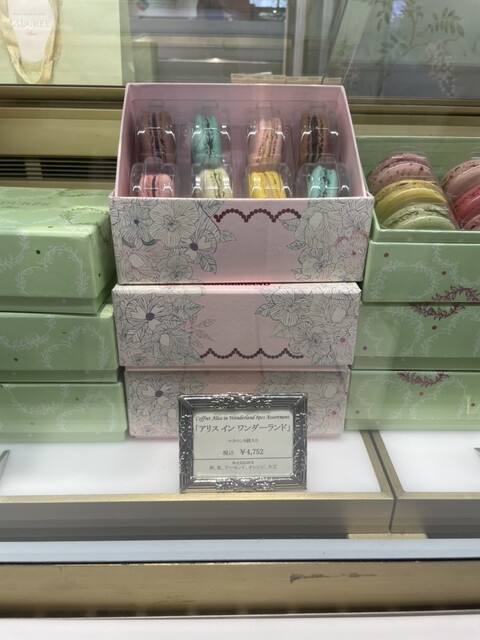 LADURÉE
Paris
Coffret Alice in Wonderland 8pcs Assortment
「アリス イン ワンダーランド」
マカロン8個入り
税込 ￥4,752
卵、乳、アーモンド、オレンジ、大豆